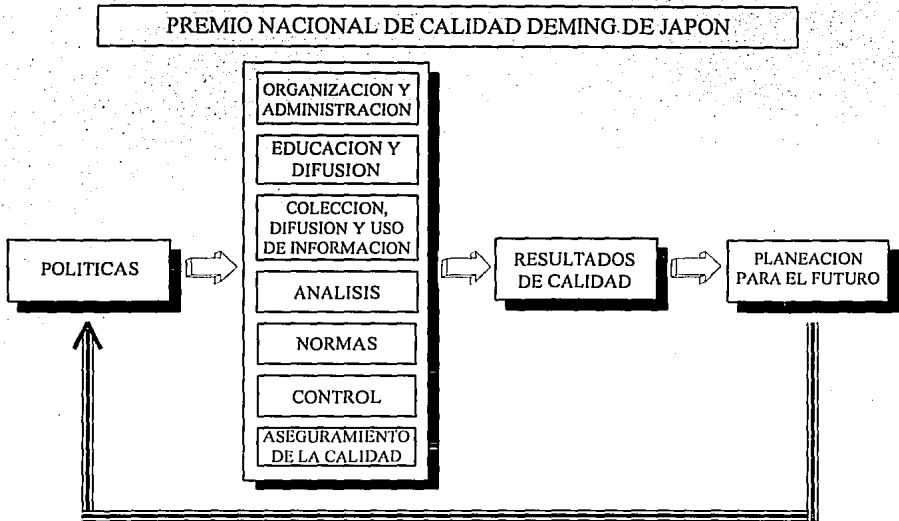 PREMIO NACIONAL DE CALIDAD DEMING DE JAPON
POLITICAS
ORGANIZACION Y
ADMINISTRACION
EDUCACION Y
DIFUSION
COLECCION,
DIFUSION Y USO
DE INFORMACION
ANALISIS
NORMAS
CONTROL
ASEGURAMIENTO
DE LA CALIDAD
RESULTADOS
DE CALIDAD
PLANEACION
PARA EL FUTURO